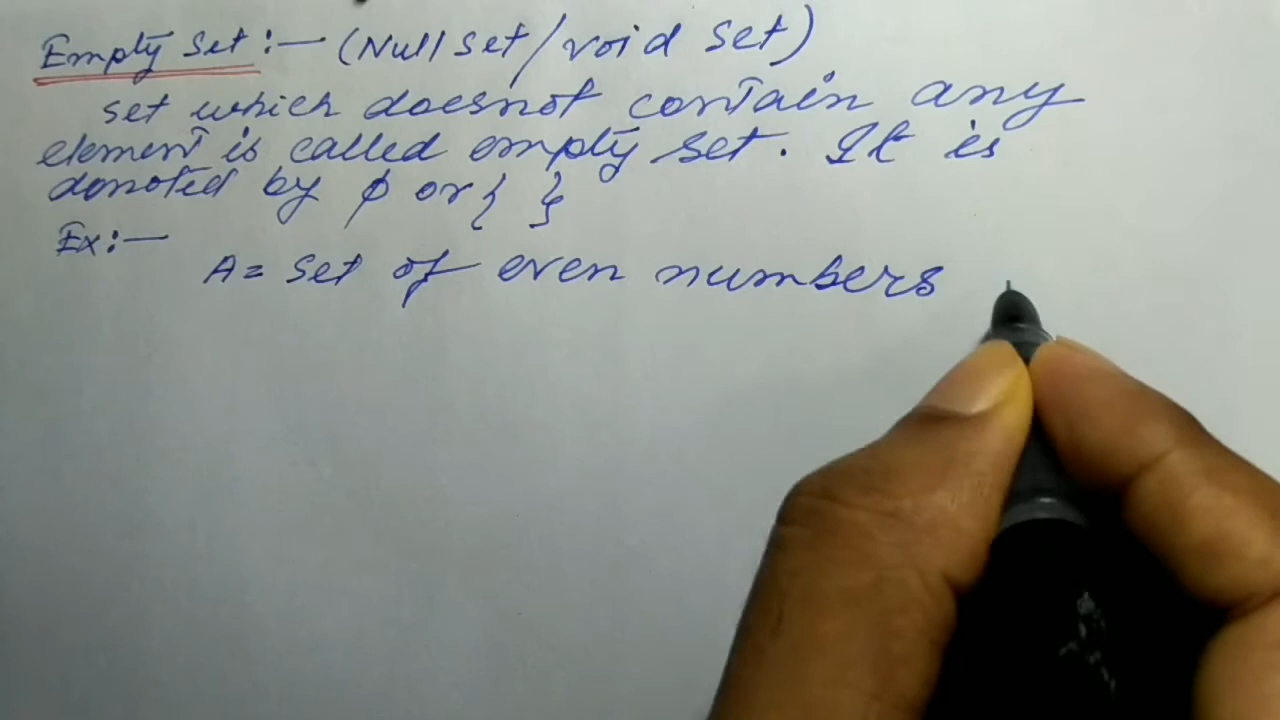 Empty Set :— (Null set / void set)
set which doesnot contain any
element is called empty set. It is
denoted by ϕ or { }
Ex:—
A = set of even numbers